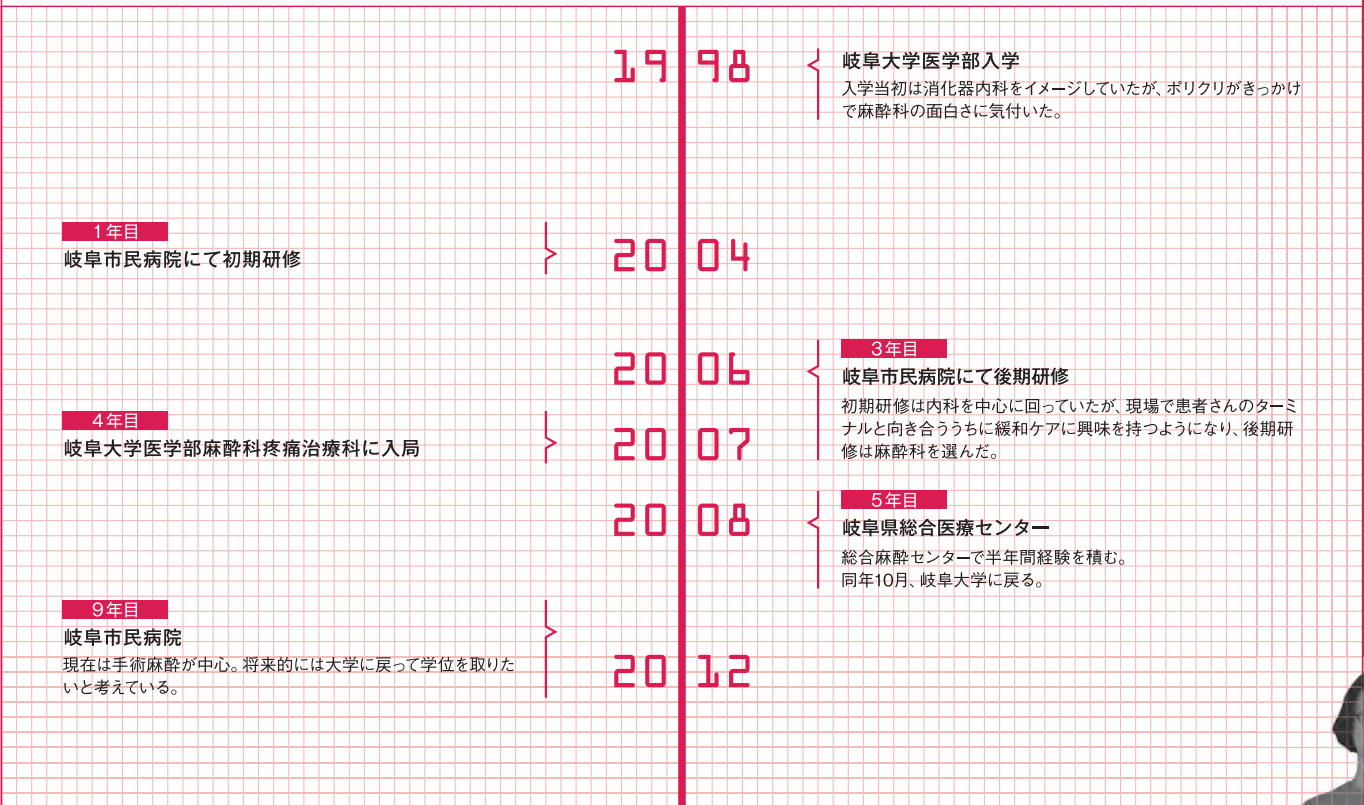 1998
岐阜大学医学部入学
入学当初は消化器内科をイメージしていたが、ポリクリがきっかけ
で麻酔科の面白さに気付いた。
1年目
岐阜市民病院にて初期研修
2004
2006
3年目
岐阜市民病院にて後期研修
初期研修は内科を中心に回っていたが、現場で患者さんのターミ
ナルと向き合ううちに緩和ケアに興味を持つようになり、後期研
修は麻酔科を選んだ。
4年目
岐阜大学医学部麻酔科疼痛治療科に入局
2007
2008
5年目
岐阜県総合医療センター
総合麻酔センターで半年間経験を積む。
同年10月、岐阜大学に戻る。
9年目
岐阜市民病院
現在は手術麻酔が中心。将来的には大学に戻って学位を取りた
いと考えている。
2012